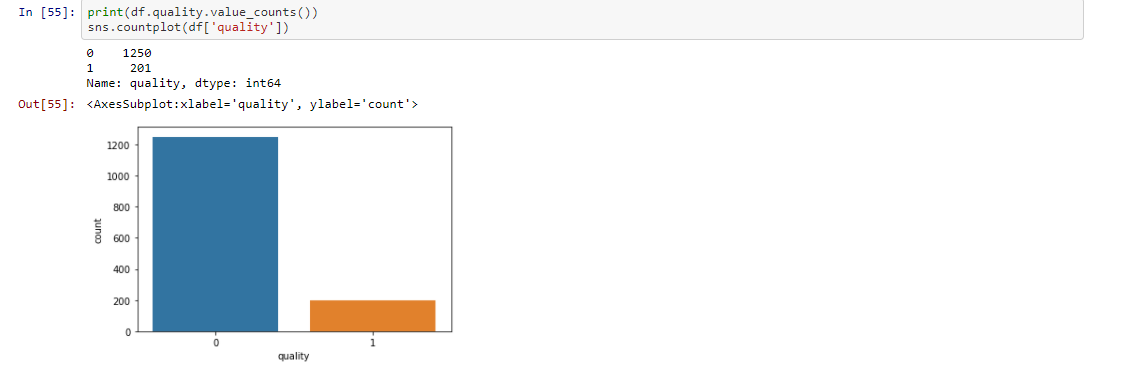 In [55]: print(df.quality.value_counts())
sns.countplot(df['quality'])
0    1250
1     201
Name: quality, dtype: int64
Out[55]: <AxesSubplot:xlabel='quality', ylabel='count'>
1200
1000
800
600
400
200
0
count
0 1
quality